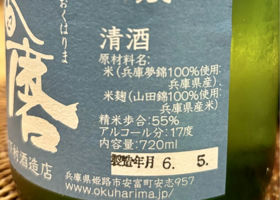 おくはりま
播磨
清酒
原材料名:
米(兵庫夢錦100%使用:
兵庫県産)、
米麹(山田錦100%使用:
兵庫県産米)
精米歩合:55%
アルコール分:17度
内容量:720ml
製造年月 6. 5.
村酒造店
兵庫県姫路市安富町安志957
www.okuharima.jp/